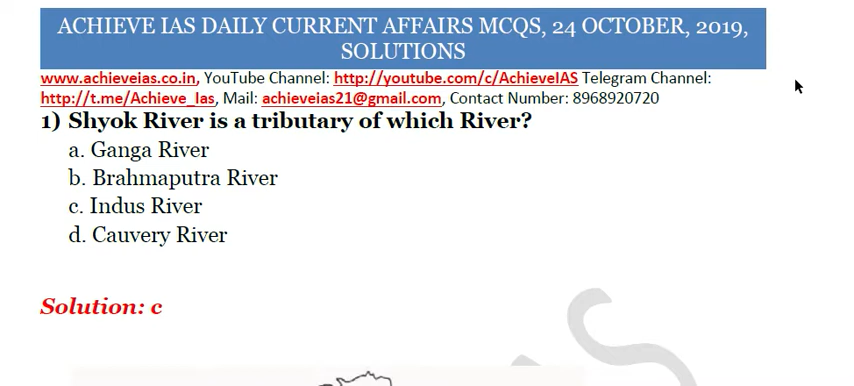 ACHIEVE IAS DAILY CURRENT AFFAIRS MCQS, 24 OCTOBER, 2019,
SOLUTIONS
www.achieveias.co.in, YouTube Channel: http://youtube.com/c/AchieveIAS Telegram Channel:
http://t.me/Achieve_Ias, Mail: achieveias21@gmail.com, Contact Number: 8968920720
1) Shyok River is a tributary of which River?
a. Ganga River
b. Brahmaputra River
c. Indus River
d. Cauvery River
Solution: c